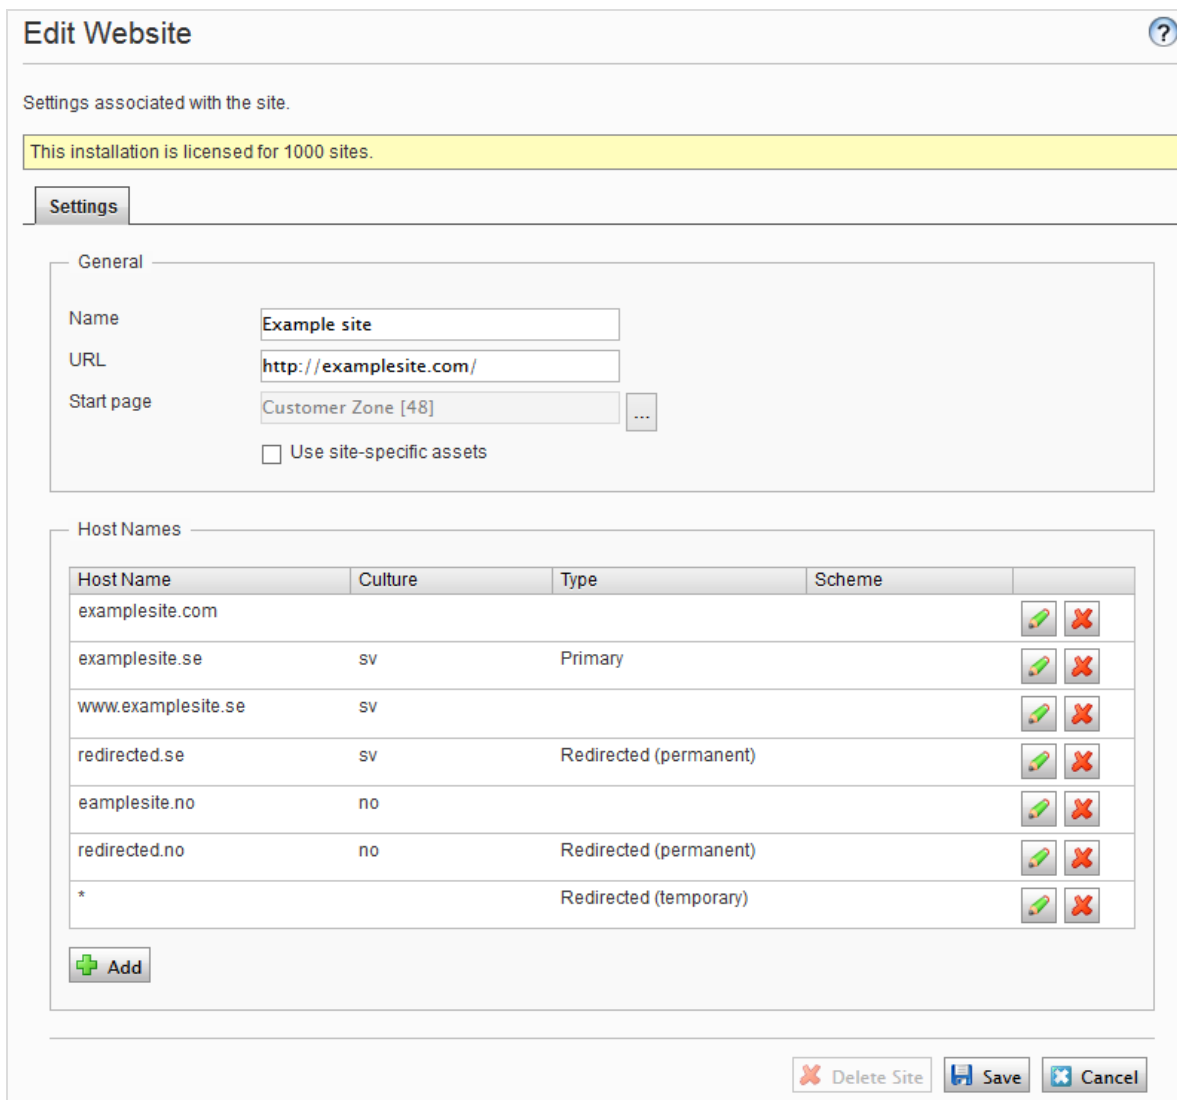 Edit Website
?
Settings associated with the site.
This installation is licensed for 1000 sites.
Settings
General
Name Example site
URL http://examplesite.com/
Start page Customer Zone [48] ...
Use site-specific assets
Host Names
Host Name Culture Type Scheme
examplesite.com
examplesite.se sv Primary
www.examplesite.se sv
redirected.se sv Redirected (permanent)
eamplesite.no no
redirected.no no Redirected (permanent)
* Redirected (temporary)
Add
Delete Site Save Cancel